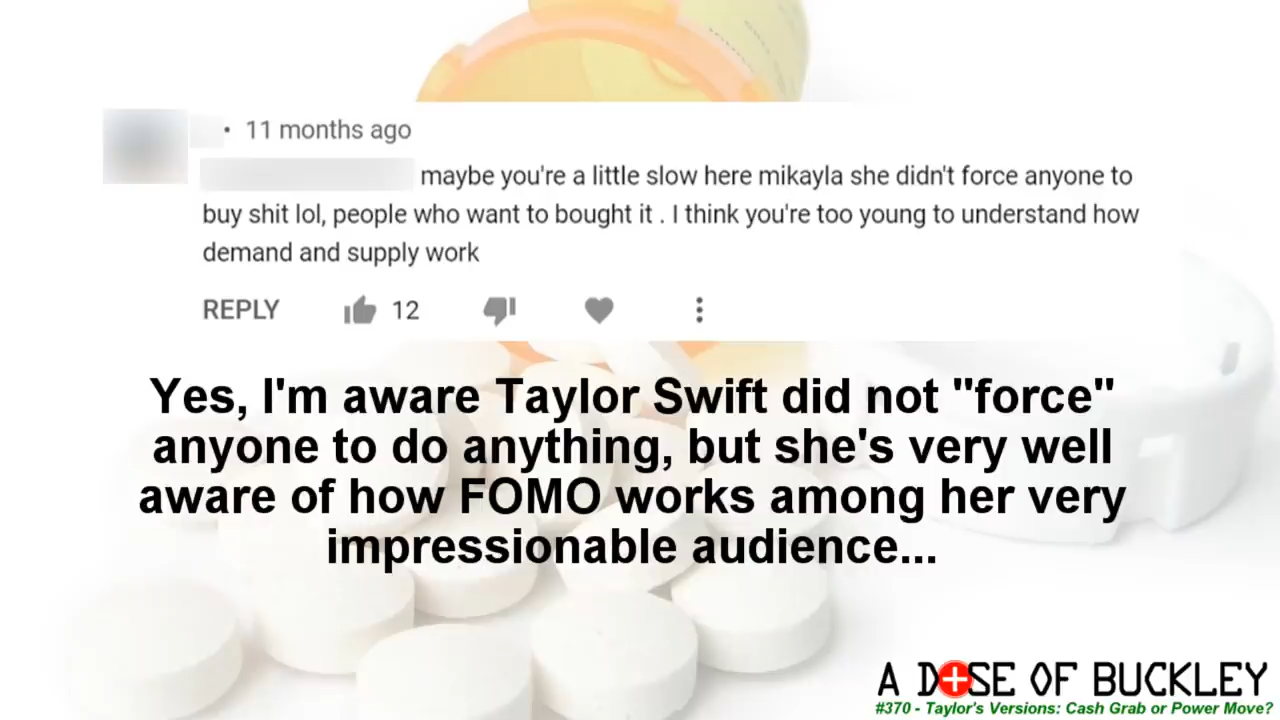 • 11 months ago
maybe you're a little slow here mikayla she didn't force anyone to
buy shit lol, people who want to bought it . I think you're too young to understand how
demand and supply work
REPLY 12
Yes, I'm aware Taylor Swift did not "force"
anyone to do anything, but she's very well
aware of how FOMO works among her very
impressionable audience...
A DOSE OF BUCKLEY
#370 - Taylor's Versions: Cash Grab or Power Move?